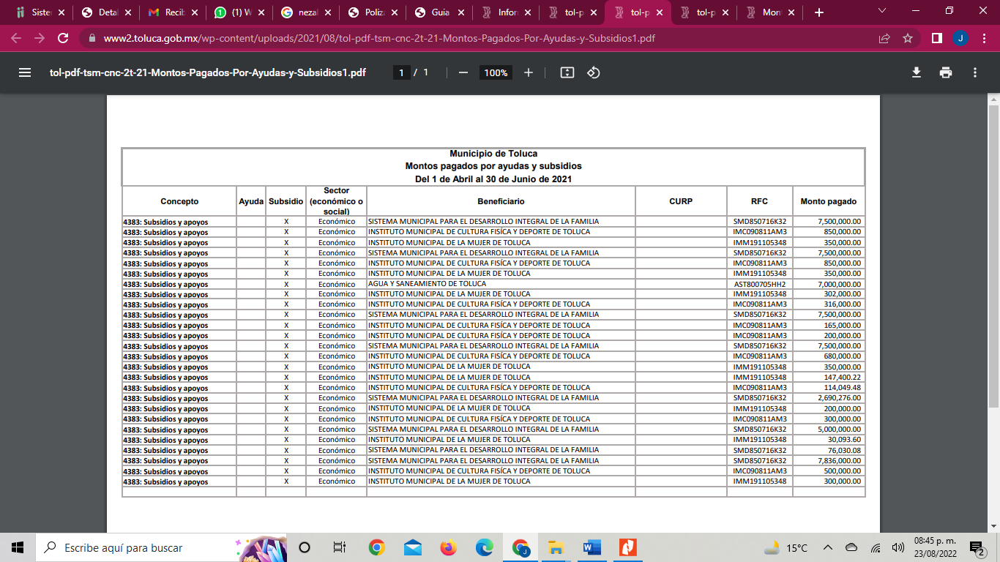 Siste
Detal
Recib
(1) W
nezal
Poliza
Guia
Inforr
tol-p
tol-p
tol-p
Mont
www2.toluca.gob.mx/wp-content/uploads/2021/08/tol-pdf-tsm-cnc-2t-21-Montos-Pagados-Por-Ayudas-y-Subsidios1.pdf
J
tol-pdf-tsm-cnc-2t-21-Montos-Pagados-Por-Ayudas-y-Subsidios1.pdf 1 / 1 100%
Municipio de Toluca
Montos pagados por ayudas y subsidios
Del 1 de Abril al 30 de Junio de 2021
Concepto Ayuda Subsidio Sector (económico o social) Beneficiario CURP RFC Monto pagado
4383: Subsidios y apoyos X Económico SISTEMA MUNICIPAL PARA EL DESARROLLO INTEGRAL DE LA FAMILIA SMD850716K32 7,500,000.00
4383: Subsidios y apoyos X Económico INSTITUTO MUNICIPAL DE CULTURA FISÍCA Y DEPORTE DE TOLUCA IMC090811AM3 850,000.00
4383: Subsidios y apoyos X Económico INSTITUTO MUNICIPAL DE LA MUJER DE TOLUCA IMM191105348 350,000.00
4383: Subsidios y apoyos X Económico SISTEMA MUNICIPAL PARA EL DESARROLLO INTEGRAL DE LA FAMILIA SMD850716K32 7,500,000.00
4383: Subsidios y apoyos X Económico INSTITUTO MUNICIPAL DE CULTURA FISÍCA Y DEPORTE DE TOLUCA IMC090811AM3 850,000.00
4383: Subsidios y apoyos X Económico INSTITUTO MUNICIPAL DE LA MUJER DE TOLUCA IMM191105348 350,000.00
4383: Subsidios y apoyos X Económico AGUA Y SANEAMIENTO DE TOLUCA AST800705HH2 7,000,000.00
4383: Subsidios y apoyos X Económico INSTITUTO MUNICIPAL DE LA MUJER DE TOLUCA IMM191105348 302,000.00
4383: Subsidios y apoyos X Económico INSTITUTO MUNICIPAL DE CULTURA FISÍCA Y DEPORTE DE TOLUCA IMC090811AM3 316,000.00
4383: Subsidios y apoyos X Económico SISTEMA MUNICIPAL PARA EL DESARROLLO INTEGRAL DE LA FAMILIA SMD850716K32 7,500,000.00
4383: Subsidios y apoyos X Económico INSTITUTO MUNICIPAL DE CULTURA FISÍCA Y DEPORTE DE TOLUCA IMC090811AM3 165,000.00
4383: Subsidios y apoyos X Económico INSTITUTO MUNICIPAL DE CULTURA FISÍCA Y DEPORTE DE TOLUCA IMC090811AM3 200,000.00
4383: Subsidios y apoyos X Económico SISTEMA MUNICIPAL PARA EL DESARROLLO INTEGRAL DE LA FAMILIA SMD850716K32 7,500,000.00
4383: Subsidios y apoyos X Económico INSTITUTO MUNICIPAL DE CULTURA FISÍCA Y DEPORTE DE TOLUCA IMC090811AM3 680,000.00
4383: Subsidios y apoyos X Económico INSTITUTO MUNICIPAL DE LA MUJER DE TOLUCA IMM191105348 350,000.00
4383: Subsidios y apoyos X Económico INSTITUTO MUNICIPAL DE LA MUJER DE TOLUCA IMM191105348 147,400.22
4383: Subsidios y apoyos X Económico INSTITUTO MUNICIPAL DE CULTURA FISÍCA Y DEPORTE DE TOLUCA IMC090811AM3 114,049.48
4383: Subsidios y apoyos X Económico SISTEMA MUNICIPAL PARA EL DESARROLLO INTEGRAL DE LA FAMILIA SMD850716K32 2,690,276.00
4383: Subsidios y apoyos X Económico INSTITUTO MUNICIPAL DE LA MUJER DE TOLUCA IMM191105348 200,000.00
4383: Subsidios y apoyos X Económico INSTITUTO MUNICIPAL DE CULTURA FISÍCA Y DEPORTE DE TOLUCA IMC090811AM3 300,000.00
4383: Subsidios y apoyos X Económico SISTEMA MUNICIPAL PARA EL DESARROLLO INTEGRAL DE LA FAMILIA SMD850716K32 5,000,000.00
4383: Subsidios y apoyos X Económico INSTITUTO MUNICIPAL DE LA MUJER DE TOLUCA IMM191105348 30,093.60
4383: Subsidios y apoyos X Económico SISTEMA MUNICIPAL PARA EL DESARROLLO INTEGRAL DE LA FAMILIA SMD850716K32 76,030.08
4383: Subsidios y apoyos X Económico SISTEMA MUNICIPAL PARA EL DESARROLLO INTEGRAL DE LA FAMILIA SMD850716K32 7,836,000.00
4383: Subsidios y apoyos X Económico INSTITUTO MUNICIPAL DE CULTURA FISÍCA Y DEPORTE DE TOLUCA IMC090811AM3 500,000.00
4383: Subsidios y apoyos X Económico INSTITUTO MUNICIPAL DE LA MUJER DE TOLUCA IMM191105348 300,000.00
Escribe aquí para buscar
15°C
08:45 p. m.
23/08/2022
2